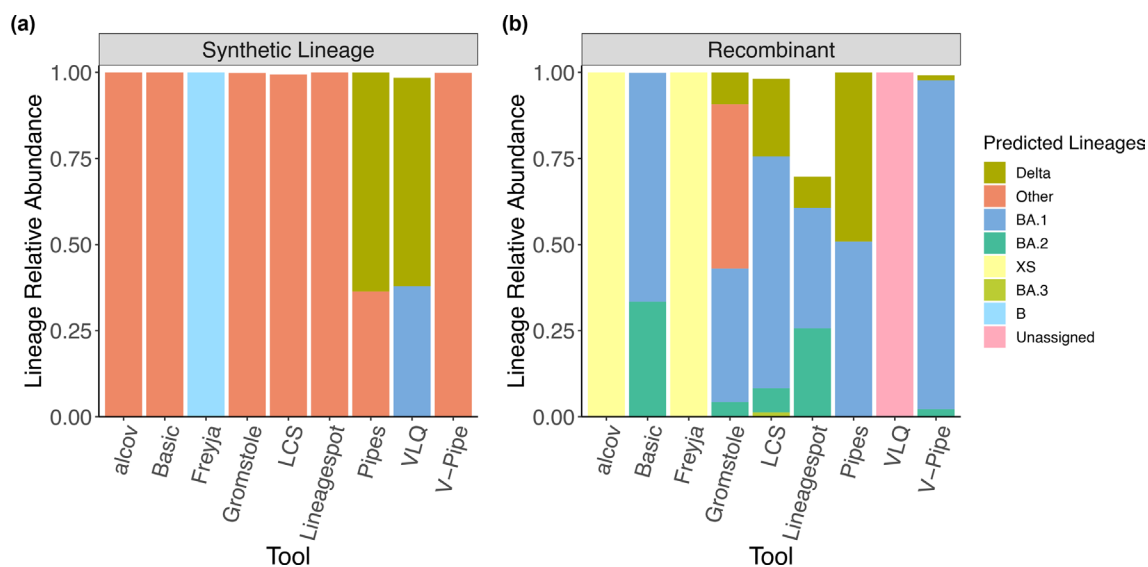 (a)
Synthetic Lineage
Lineage Relative Abundance
1.00
0.75
0.50
0.25
0.00
alcov
Basic
Freyja
Gromstole
LCS
Lineagespot
Pipes
VLQ
V−Pipe
Tool
(b)
Recombinant
Lineage Relative Abundance
1.00
0.75
0.50
0.25
0.00
alcov
Basic
Freyja
Gromstole
LCS
Lineagespot
Pipes
VLQ
V−Pipe
Tool
Predicted Lineages
Delta
Other
BA.1
BA.2
XS
BA.3
B
Unassigned